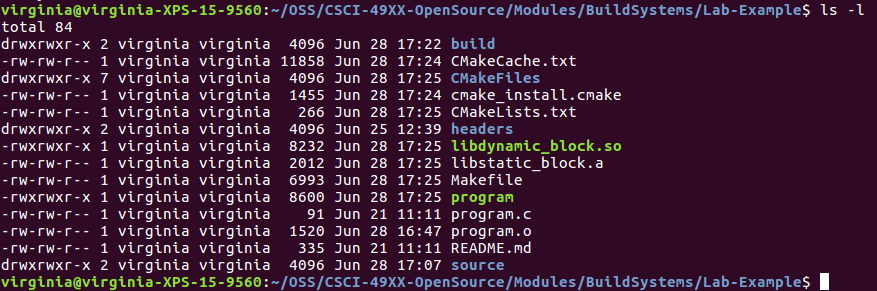 virginia@virginia-XPS-15-9560:~/OSS/CSCI-49XX-OpenSource/Modules/BuildSystems/Lab-Example$ ls -l
total 84
drwxrwxr-x 2 virginia virginia  4096 Jun 28 17:22 build
-rw-rw-r-- 1 virginia virginia 11858 Jun 28 17:24 CMakeCache.txt
drwxrwxr-x 7 virginia virginia  4096 Jun 28 17:25 CMakeFiles
-rw-rw-r-- 1 virginia virginia  1455 Jun 28 17:24 cmake_install.cmake
-rw-rw-r-- 1 virginia virginia   266 Jun 28 17:25 CMakeLists.txt
drwxrwxr-x 2 virginia virginia  4096 Jun 25 12:39 headers
-rwxrwxr-x 1 virginia virginia  8232 Jun 28 17:25 libdynamic_block.so
-rw-rw-r-- 1 virginia virginia  2012 Jun 28 17:25 libstatic_block.a
-rw-rw-r-- 1 virginia virginia  6993 Jun 28 17:25 Makefile
-rwxrwxr-x 1 virginia virginia  8600 Jun 28 17:25 program
-rw-rw-r-- 1 virginia virginia    91 Jun 21 11:11 program.c
-rw-rw-r-- 1 virginia virginia  1520 Jun 28 16:47 program.o
-rw-rw-r-- 1 virginia virginia   335 Jun 21 11:11 README.md
drwxrwxr-x 2 virginia virginia  4096 Jun 28 17:07 source
virginia@virginia-XPS-15-9560:~/OSS/CSCI-49XX-OpenSource/Modules/BuildSystems/Lab-Example$